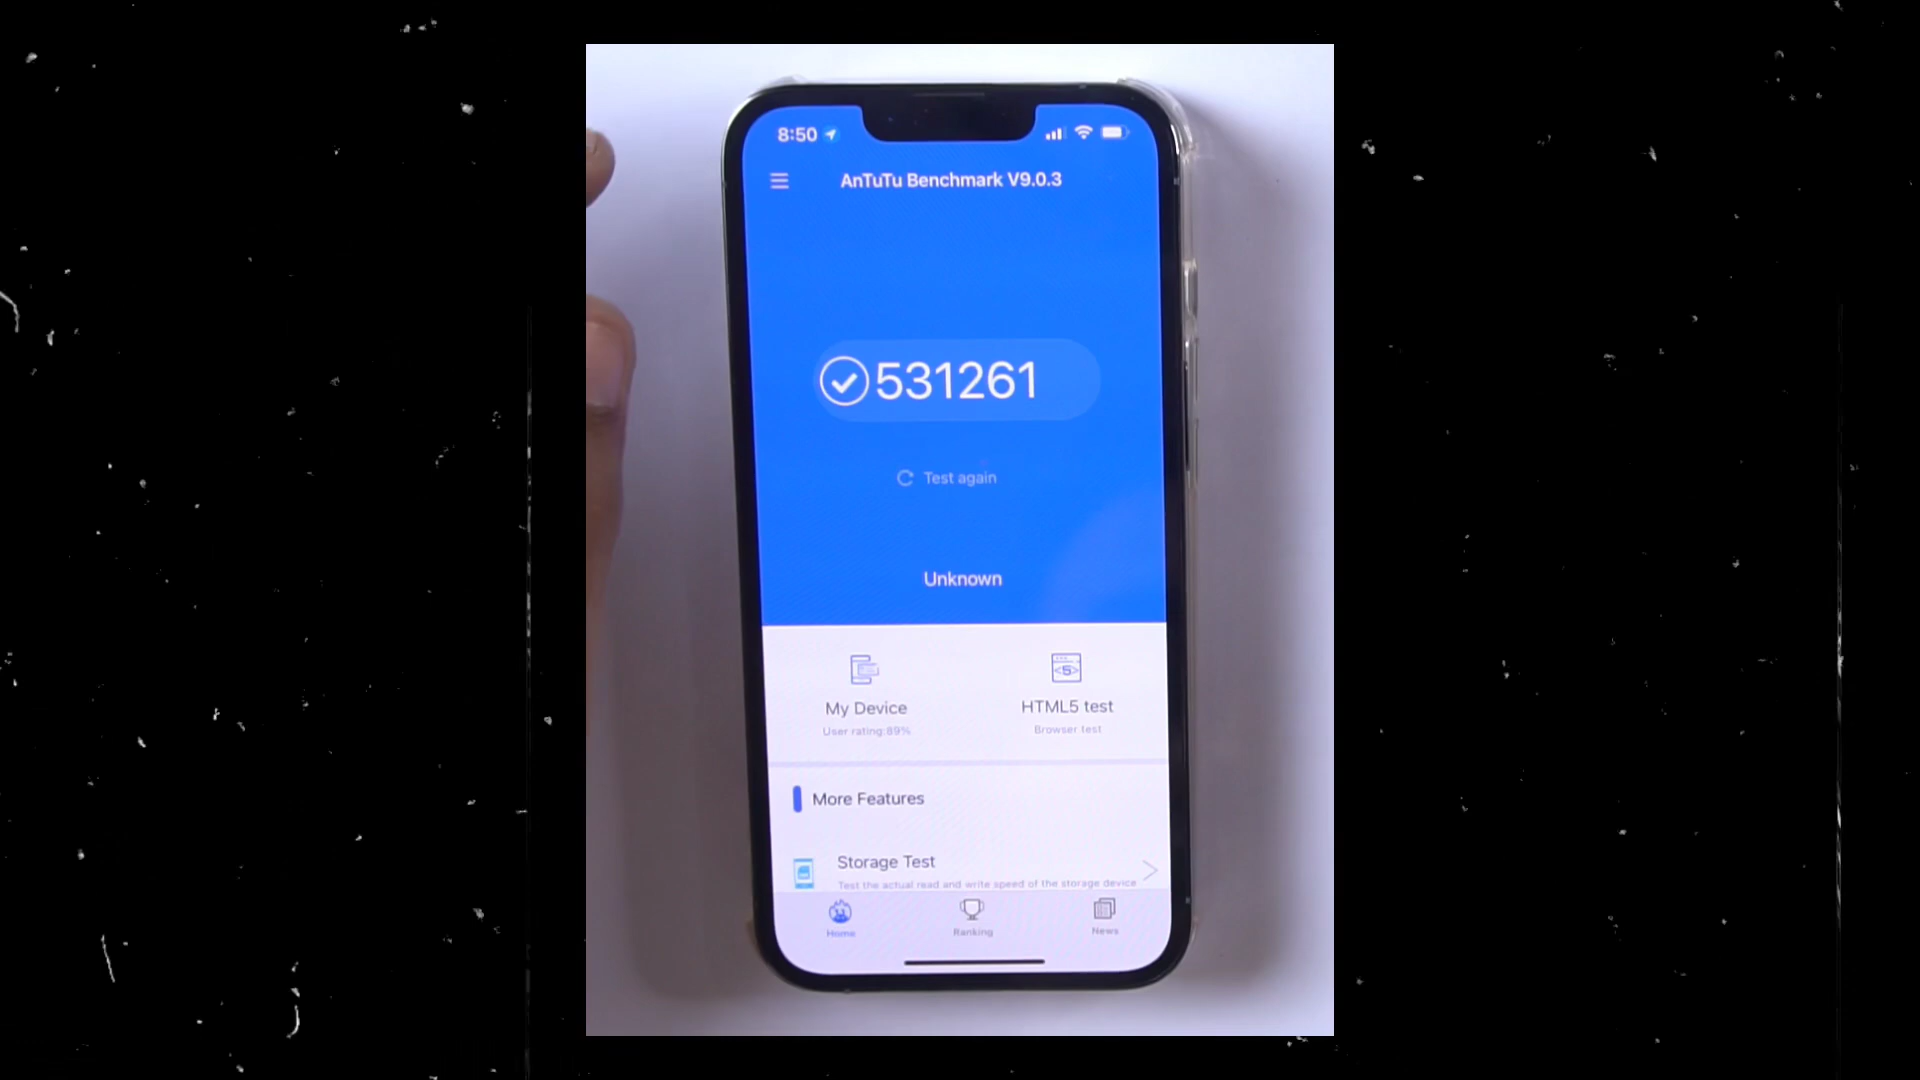 8:50
AnTuTu Benchmark V9.0.3
531261
Test again
Unknown
My Device
HTML5 test
User rating:89%
Browser test
More Features
Storage Test
Test the actual read and write speed of the storage device
Home
Ranking
News